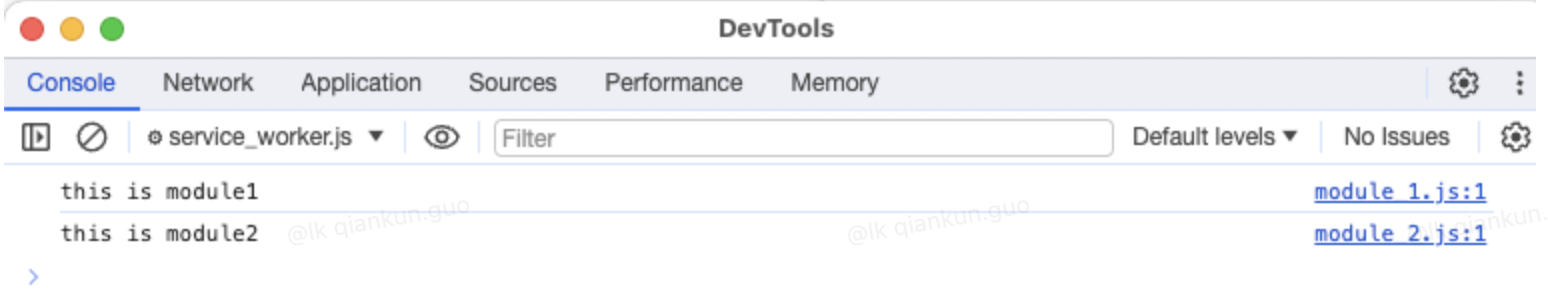 DevTools
Console Network Application Sources Performance Memory
service_worker.js Filter Default levels No Issues
this is module1 module_1.js:1
this is module2 module_2.js:1
@lk qiankun.guo @lk qiankun.guo @lk qiankun.